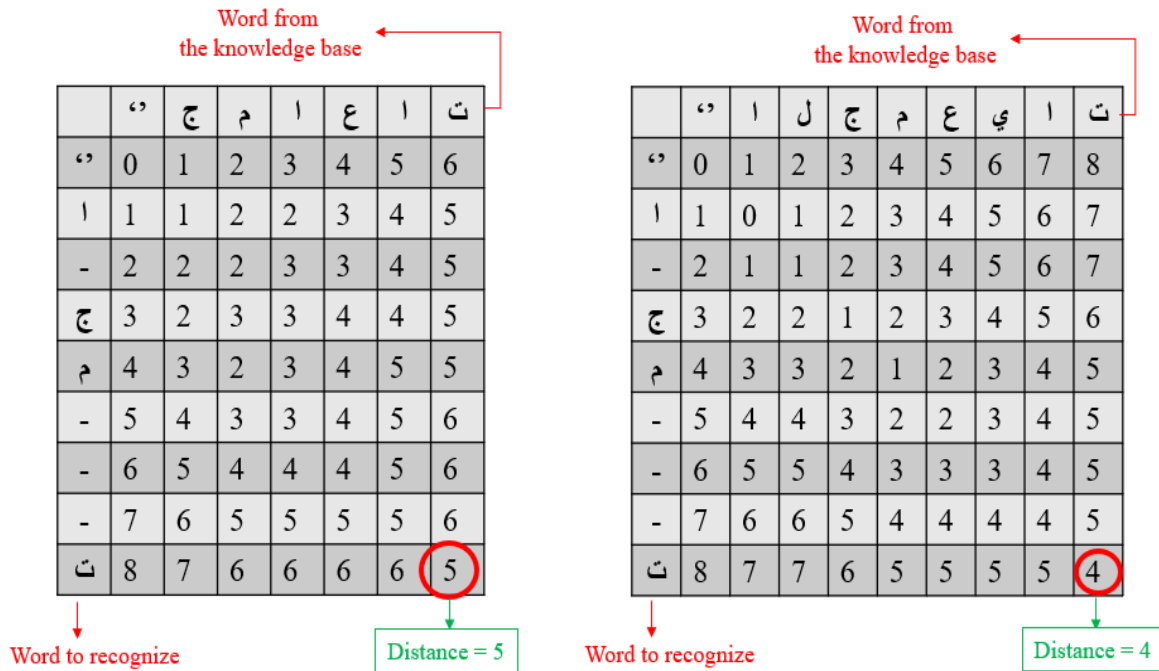 Word from
the knowledge base
“ ج م ا ع ا ت
“ 0 1 2 3 4 5 6
ا 1 1 2 2 3 4 5
- 2 2 2 3 3 4 5
ج 3 2 3 3 4 4 5
م 4 3 2 3 4 5 5
- 5 4 3 3 4 5 6
- 6 5 4 4 4 5 6
- 7 6 5 5 5 5 6
ت 8 7 6 6 6 6 5
Word to recognize
Distance = 5
Word from
the knowledge base
“ ا ل ج م ع ي ا ت
“ 0 1 2 3 4 5 6 7 8
ا 1 0 1 2 3 4 5 6 7
- 2 1 1 2 3 4 5 6 7
ج 3 2 2 1 2 3 4 5 6
م 4 3 3 2 1 2 3 4 5
- 5 4 4 3 2 2 3 4 5
- 6 5 5 4 3 3 3 4 5
- 7 6 6 5 4 4 4 4 5
ت 8 7 7 6 5 5 5 5 4
Word to recognize
Distance = 4